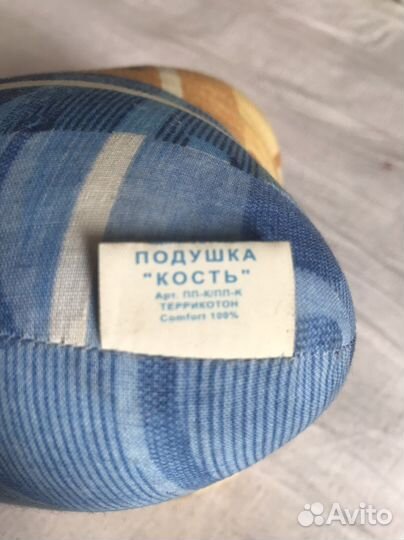 ПОДУШКА
"КОСТЬ"
Арт. ПП-К/ПП-К
ТЕРРИКОТОН
Comfort 100%
Avito